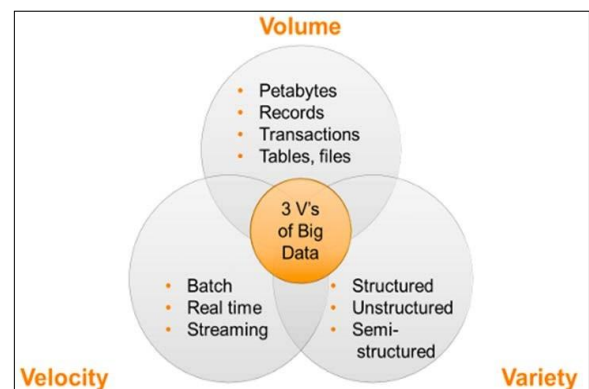 Volume
• Petabytes
• Records
• Transactions
• Tables, files
3 V's
of Big
Data
• Batch
• Real time
• Streaming
• Structured
• Unstructured
• Semi-
structured
Velocity
Variety